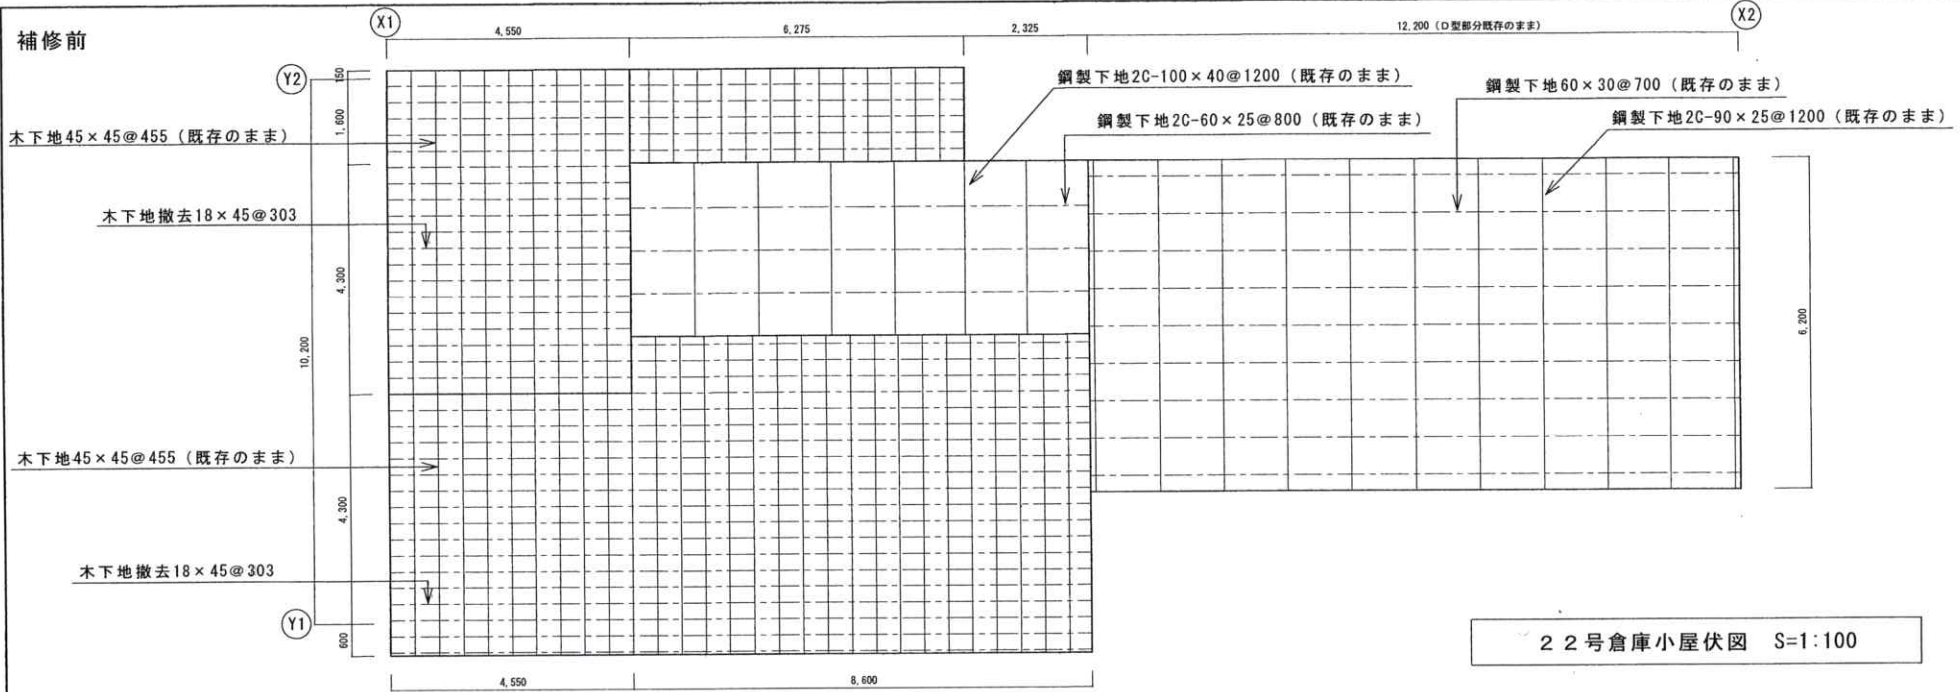 補修前
X1
X2
4,550
6,275
2,325
12,200 (D型部分既存のまま)
Y2
150
1,600
4,300
10,200
4,300
600
Y1
木下地45×45@455 (既存のまま)
木下地撤去18×45@303
木下地45×45@455 (既存のまま)
木下地撤去18×45@303
鋼製下地2C-100×40@1200 (既存のまま)
鋼製下地2C-60×25@800 (既存のまま)
鋼製下地60×30@700 (既存のまま)
鋼製下地2C-90×25@1200 (既存のまま)
6,200
4,550
8,600
22号倉庫小屋伏図 S=1:100